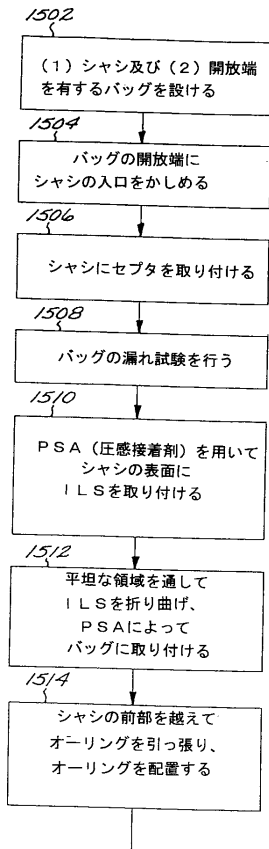 1502
(1)シャシ及び(2)開放端
を有するバッグを設ける
1504
バッグの開放端に
シャシの入口をかしめる
1506
シャシにセプタを取り付ける
1508
バッグの漏れ試験を行う
1510
PSA(圧感接着剤)を用いて
シャシの表面に
ILSを取り付ける
1512
平坦な領域を通して
ILSを折り曲げ、
PSAによって
バッグに取り付ける
1514
シャシの前部を越えて
オーリングを引っ張り、
オーリングを配置する